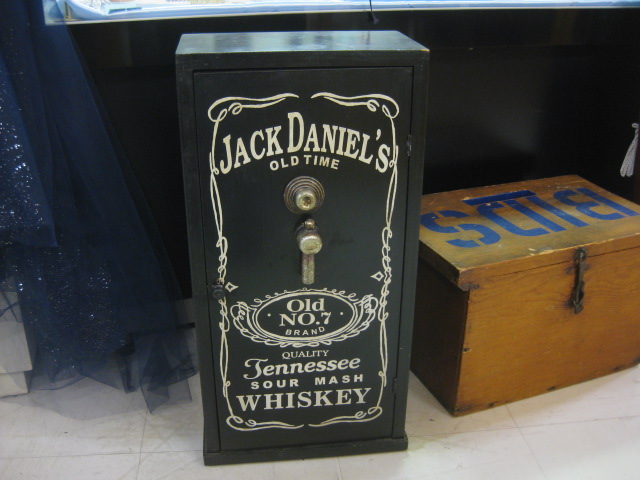 JACK DANIEL'S
OLD TIME
Old
NO.7
BRAND
QUALITY
Tennessee
SOUR MASH
WHISKEY